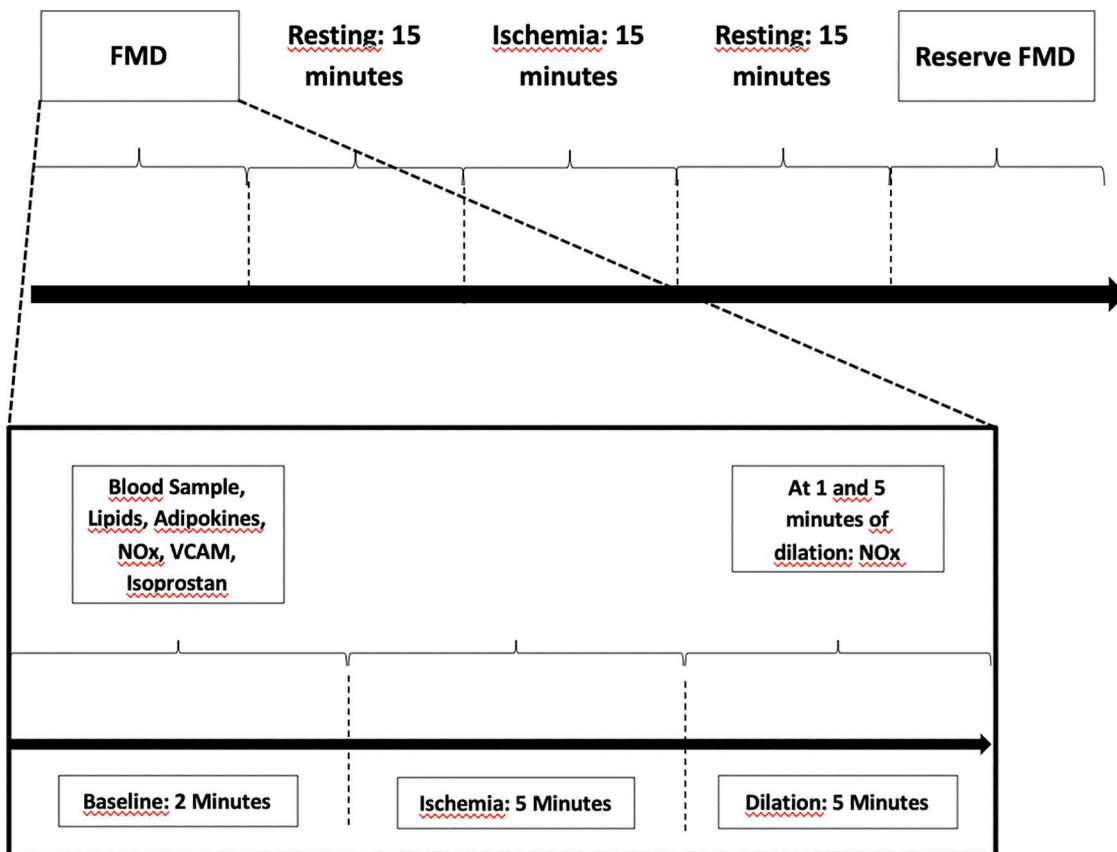 FMD
Resting: 15
minutes
Ischemia: 15
minutes
Resting: 15
minutes
Reserve FMD
Blood Sample,
Lipids, Adipokines,
NOx, VCAM,
Isoprostan
At 1 and 5
minutes of
dilation: NOx
Baseline: 2 Minutes
Ischemia: 5 Minutes
Dilation: 5 Minutes